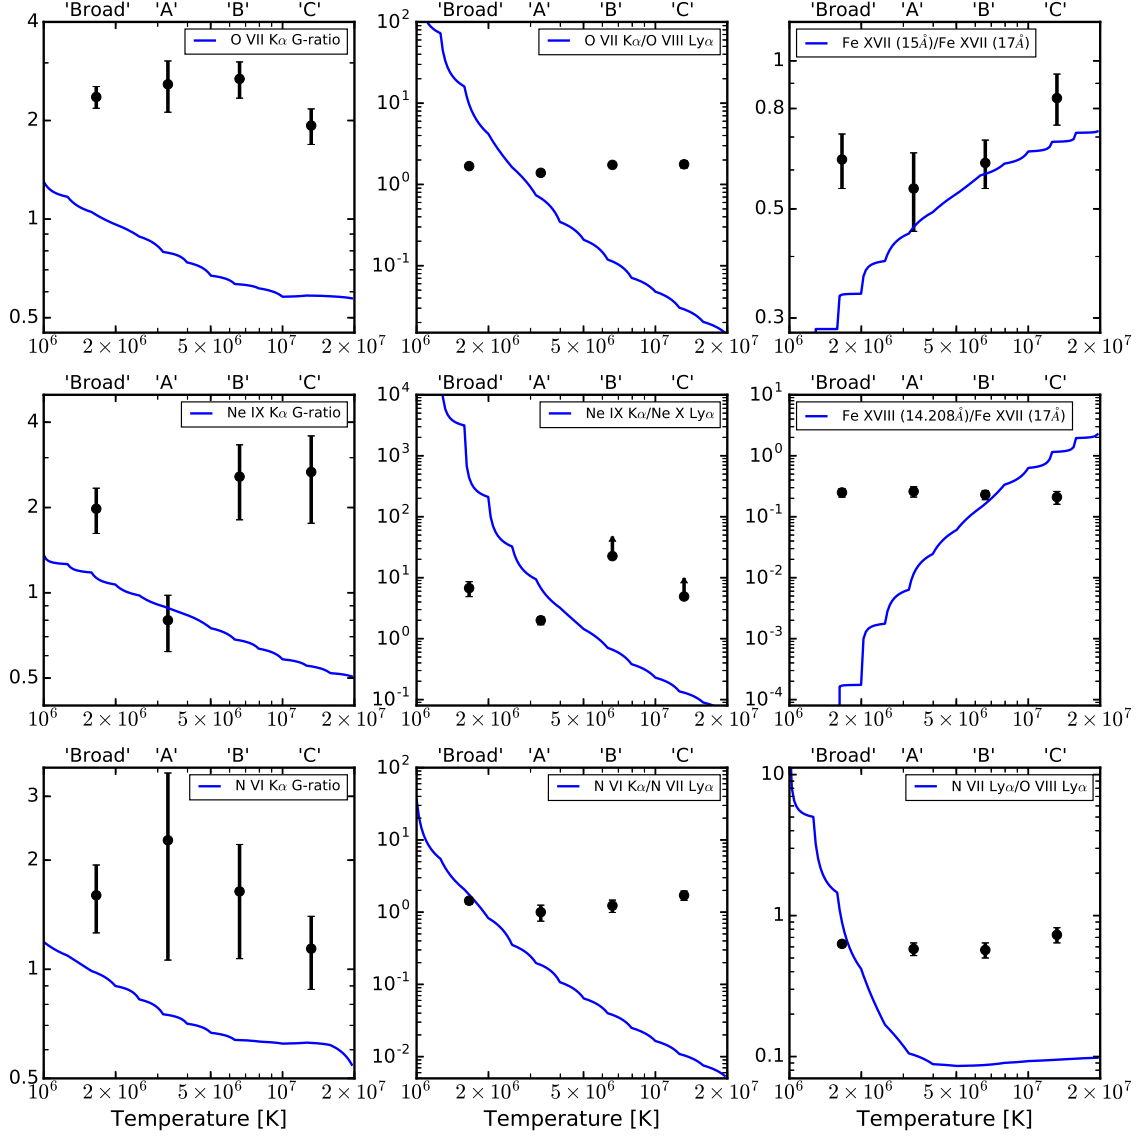 'Broad' 'A' 'B' 'C'
O VII Kα G-ratio
4
2
1
0.5
10⁶ 2×10⁶ 5×10⁶ 10⁷ 2×10⁷
'Broad' 'A' 'B' 'C'
O VII Kα/O VIII Lyα
10²
10¹
10⁰
10⁻¹
10⁶ 2×10⁶ 5×10⁶ 10⁷ 2×10⁷
'Broad' 'A' 'B' 'C'
Fe XVII (15Å)/Fe XVII (17Å)
1
0.8
0.5
0.3
10⁶ 2×10⁶ 5×10⁶ 10⁷ 2×10⁷
'Broad' 'A' 'B' 'C'
Ne IX Kα G-ratio
4
2
1
0.5
10⁶ 2×10⁶ 5×10⁶ 10⁷ 2×10⁷
'Broad' 'A' 'B' 'C'
Ne IX Kα/Ne X Lyα
10⁴
10³
10²
10¹
10⁰
10⁻¹
10⁶ 2×10⁶ 5×10⁶ 10⁷ 2×10⁷
'Broad' 'A' 'B' 'C'
Fe XVIII (14.208Å)/Fe XVII (17Å)
10¹
10⁰
10⁻¹
10⁻²
10⁻³
10⁻⁴
10⁶ 2×10⁶ 5×10⁶ 10⁷ 2×10⁷
'Broad' 'A' 'B' 'C'
N VI Kα G-ratio
3
2
1
0.5
10⁶ 2×10⁶ 5×10⁶ 10⁷ 2×10⁷
Temperature [K]
'Broad' 'A' 'B' 'C'
N VI Kα/N VII Lyα
10²
10¹
10⁰
10⁻¹
10⁻²
10⁶ 2×10⁶ 5×10⁶ 10⁷ 2×10⁷
Temperature [K]
'Broad' 'A' 'B' 'C'
N VII Lyα/O VIII Lyα
10
1
0.1
10⁶ 2×10⁶ 5×10⁶ 10⁷ 2×10⁷
Temperature [K]